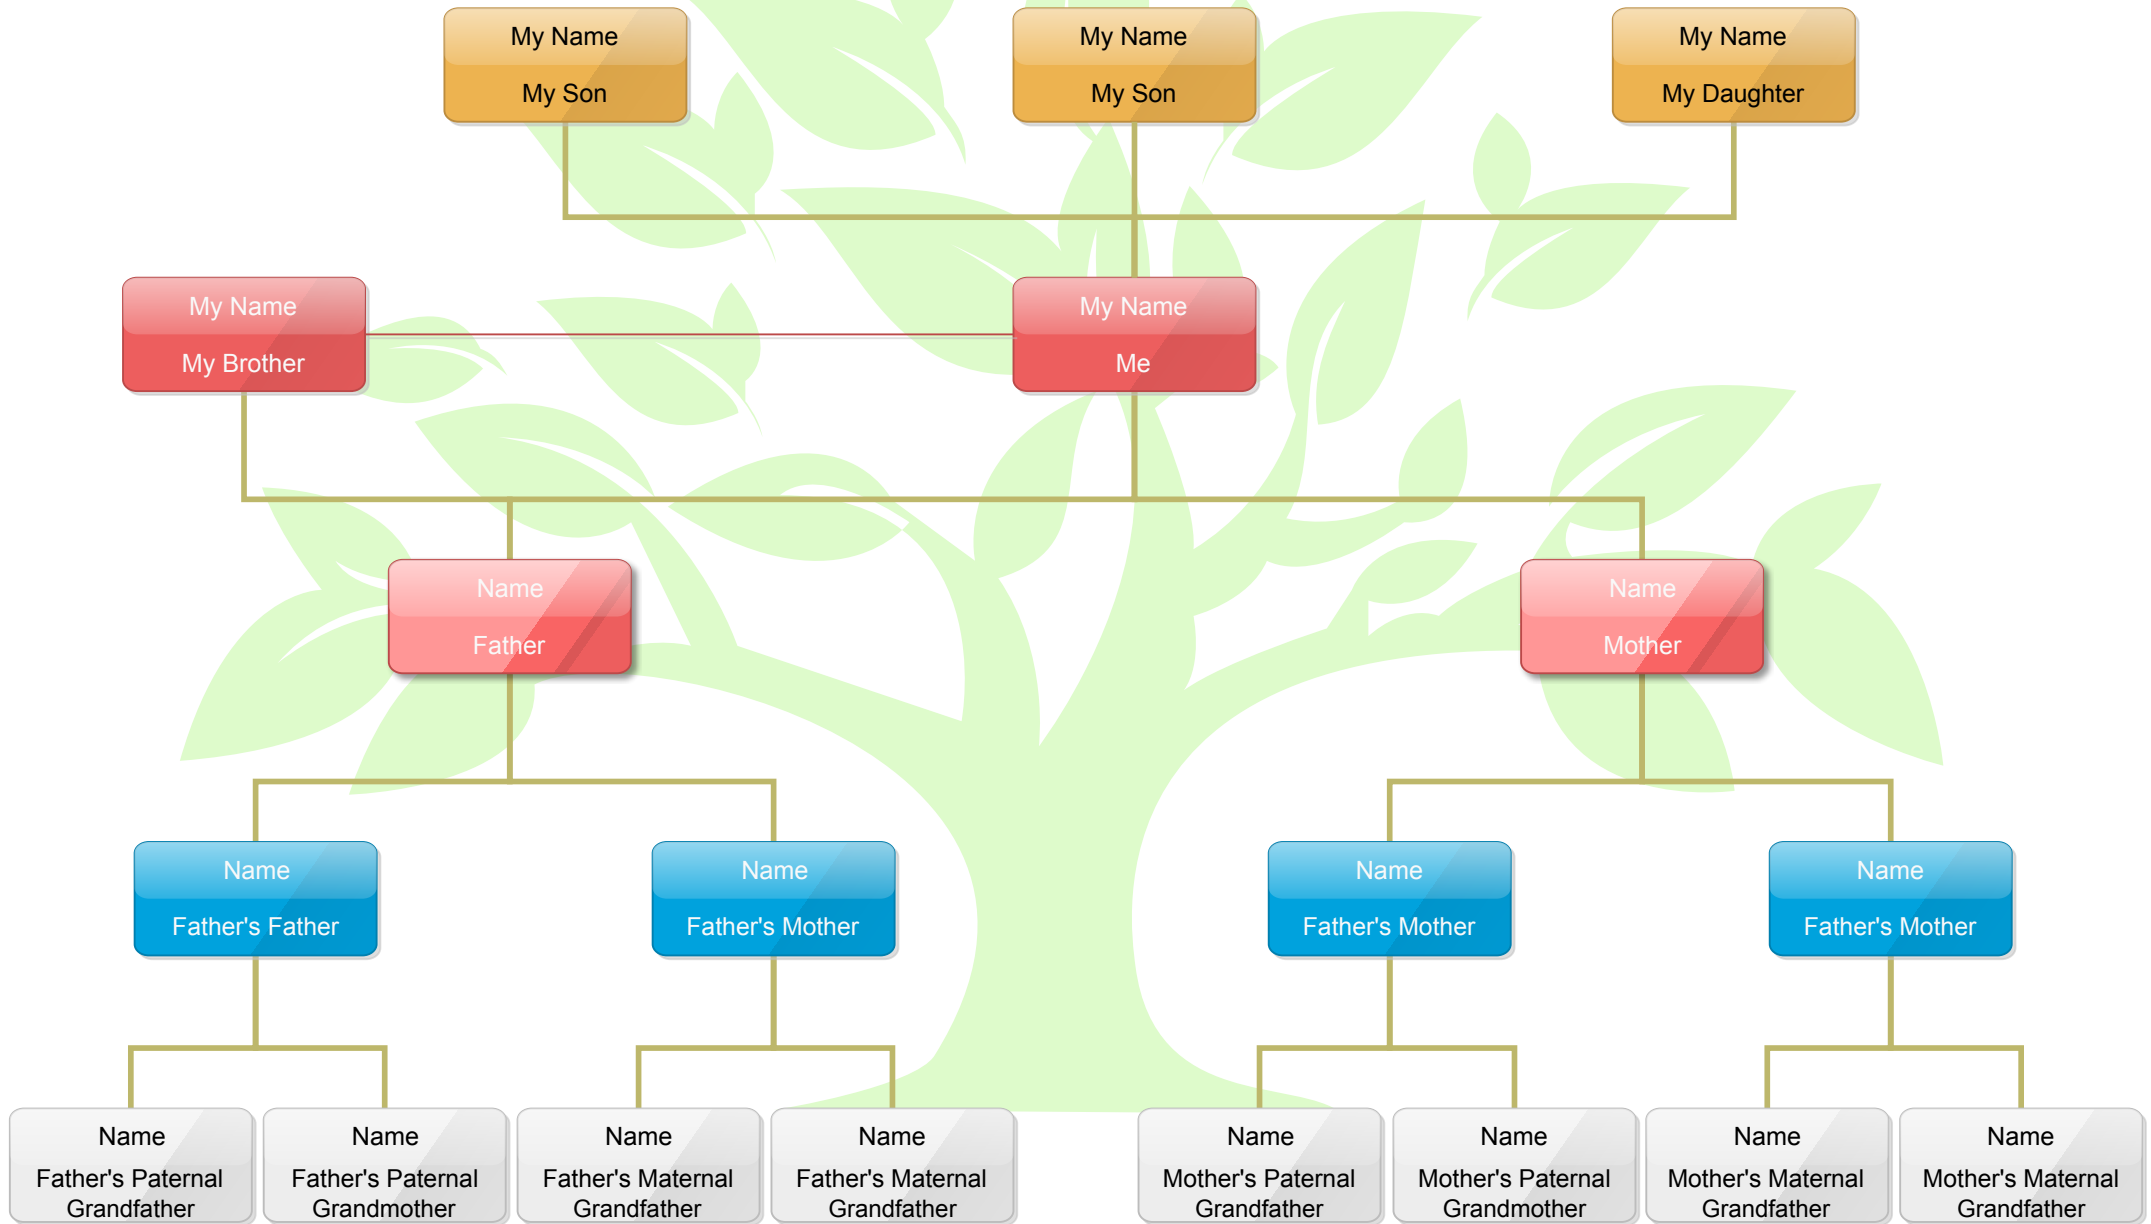 My Name
My Son
My Name
My Son
My Name
My Daughter
My Name
My Brother
My Name
Me
Name
Father
Name
Mother
Name
Father's Father
Name
Father's Mother
Name
Father's Mother
Name
Father's Mother
Name
Father's Paternal
Grandfather
Name
Father's Paternal
Grandmother
Name
Father's Maternal
Grandfather
Name
Father's Maternal
Grandfather
Name
Mother's Paternal
Grandfather
Name
Mother's Paternal
Grandmother
Name
Mother's Maternal
Grandfather
Name
Mother's Maternal
Grandfather